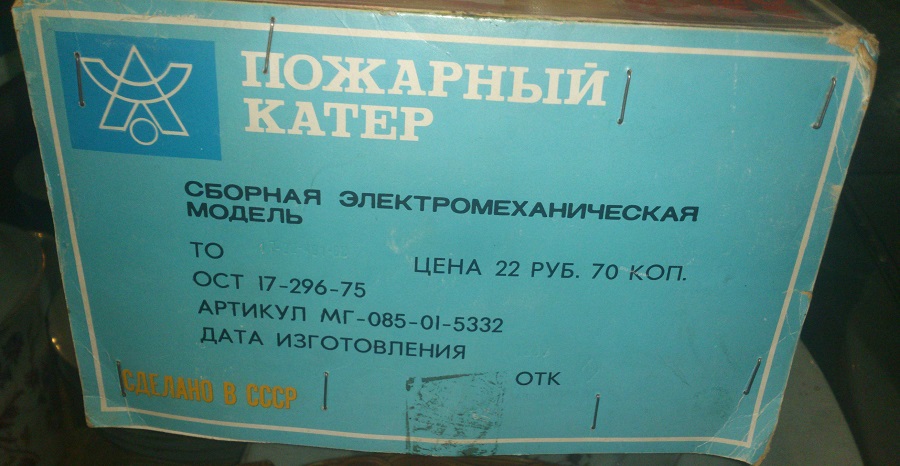 ПОЖАРНЫЙ
КАТЕР
СБОРНАЯ ЭЛЕКТРОМЕХАНИЧЕСКАЯ
МОДЕЛЬ
ТО
ЦЕНА 22 РУБ. 70 КОП.
ОСТ 17-296-75
АРТИКУЛ МГ-085-01-5332
ДАТА ИЗГОТОВЛЕНИЯ
ОТК
СДЕЛАНО В СССР